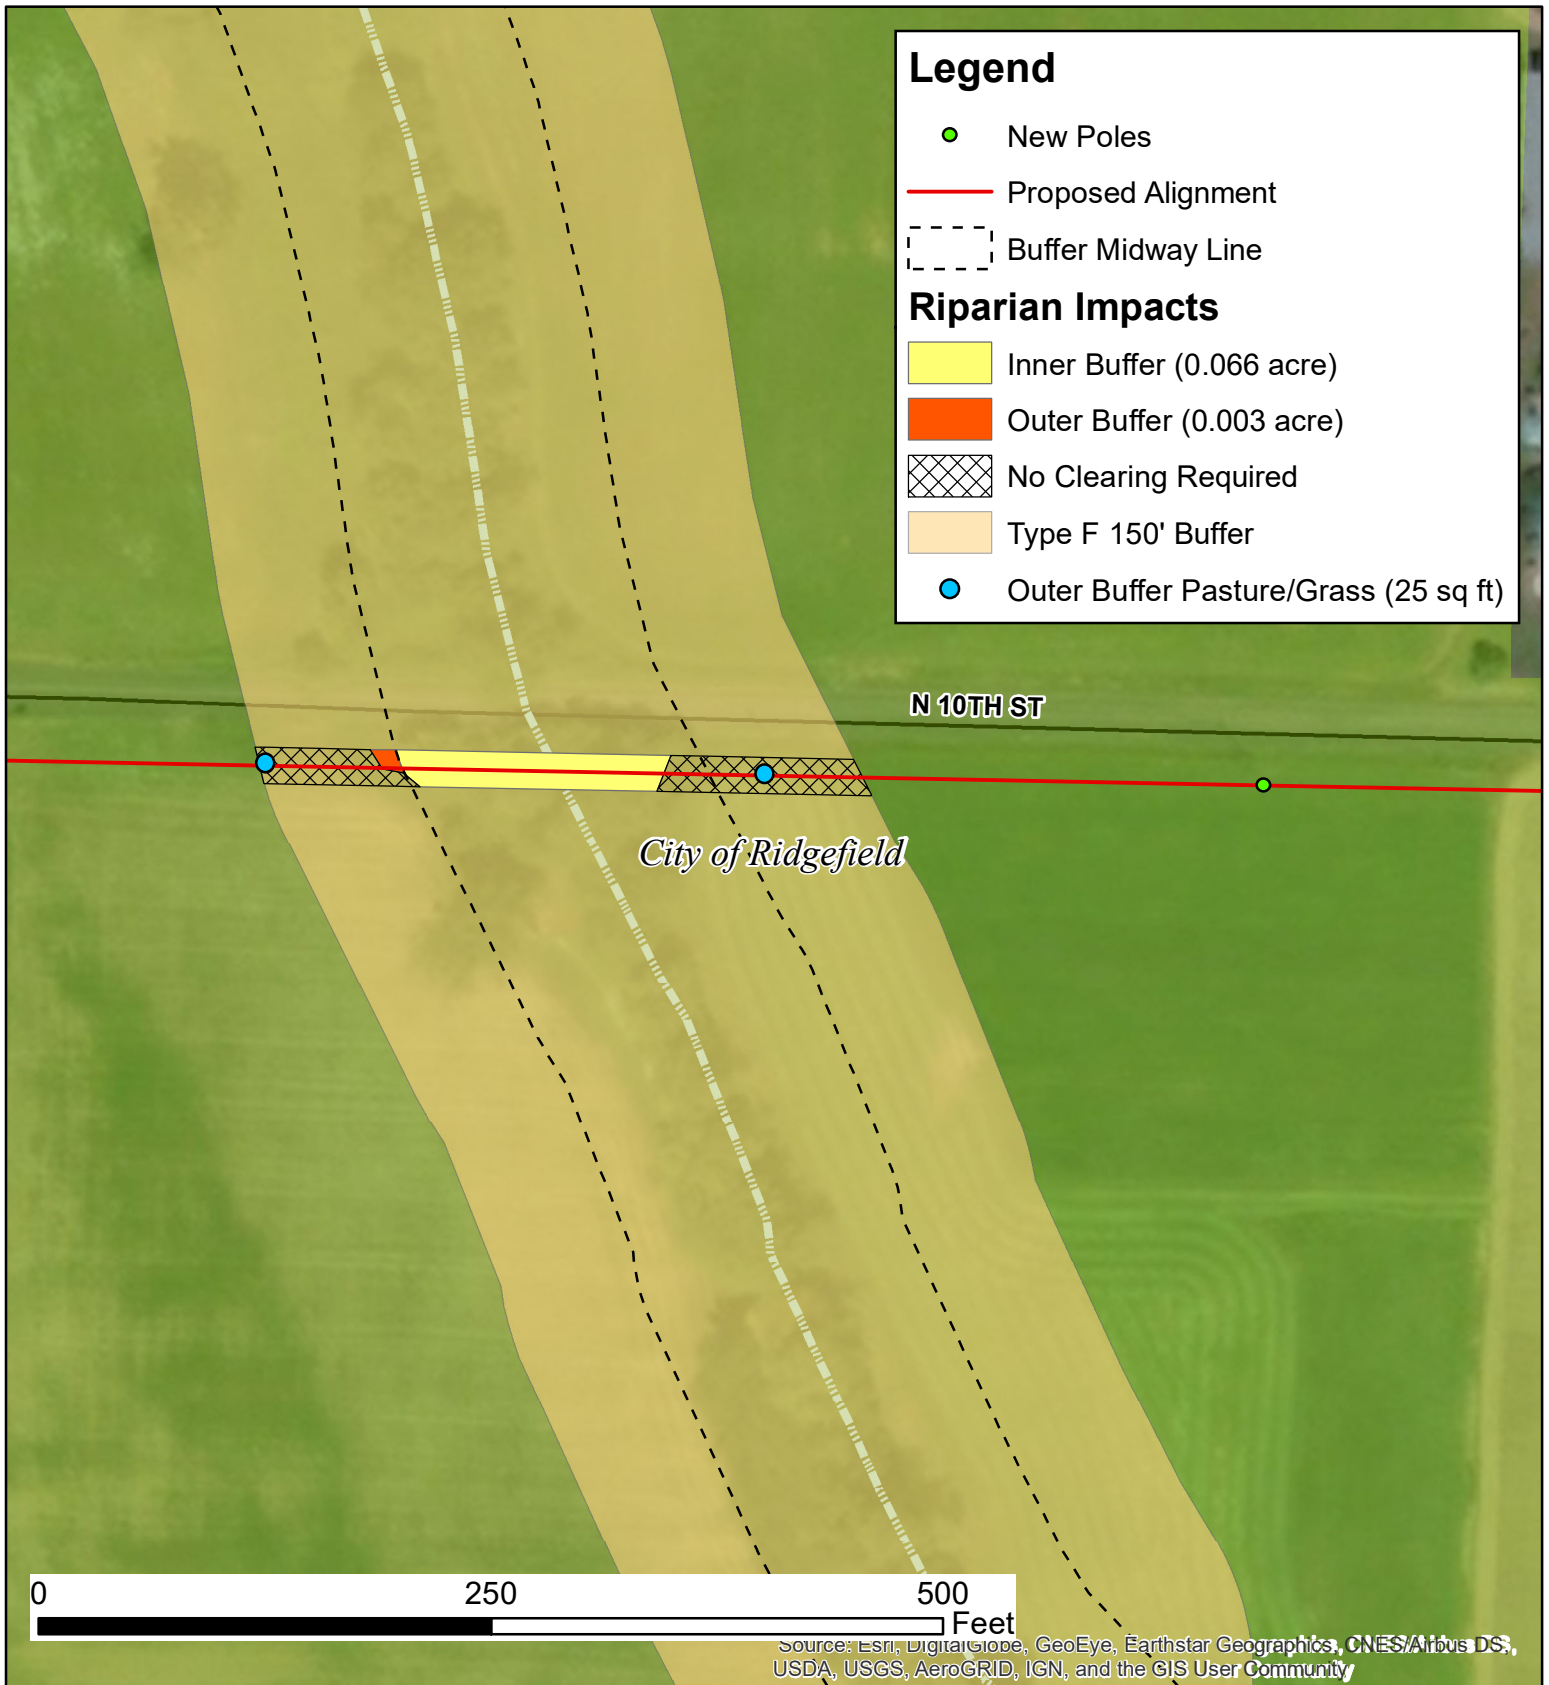 Legend
New Poles
Proposed Alignment
Buffer Midway Line
Riparian Impacts
Inner Buffer (0.066 acre)
Outer Buffer (0.003 acre)
No Clearing Required
Type F 150' Buffer
Outer Buffer Pasture/Grass (25 sq ft)
N 10TH ST
City of Ridgefield
0 250 500
Feet
Source: Esri, DigitalGlobe, GeoEye, Earthstar Geographics, CNES/Airbus DS,
USDA, USGS, AeroGRID, IGN, and the GIS User Community